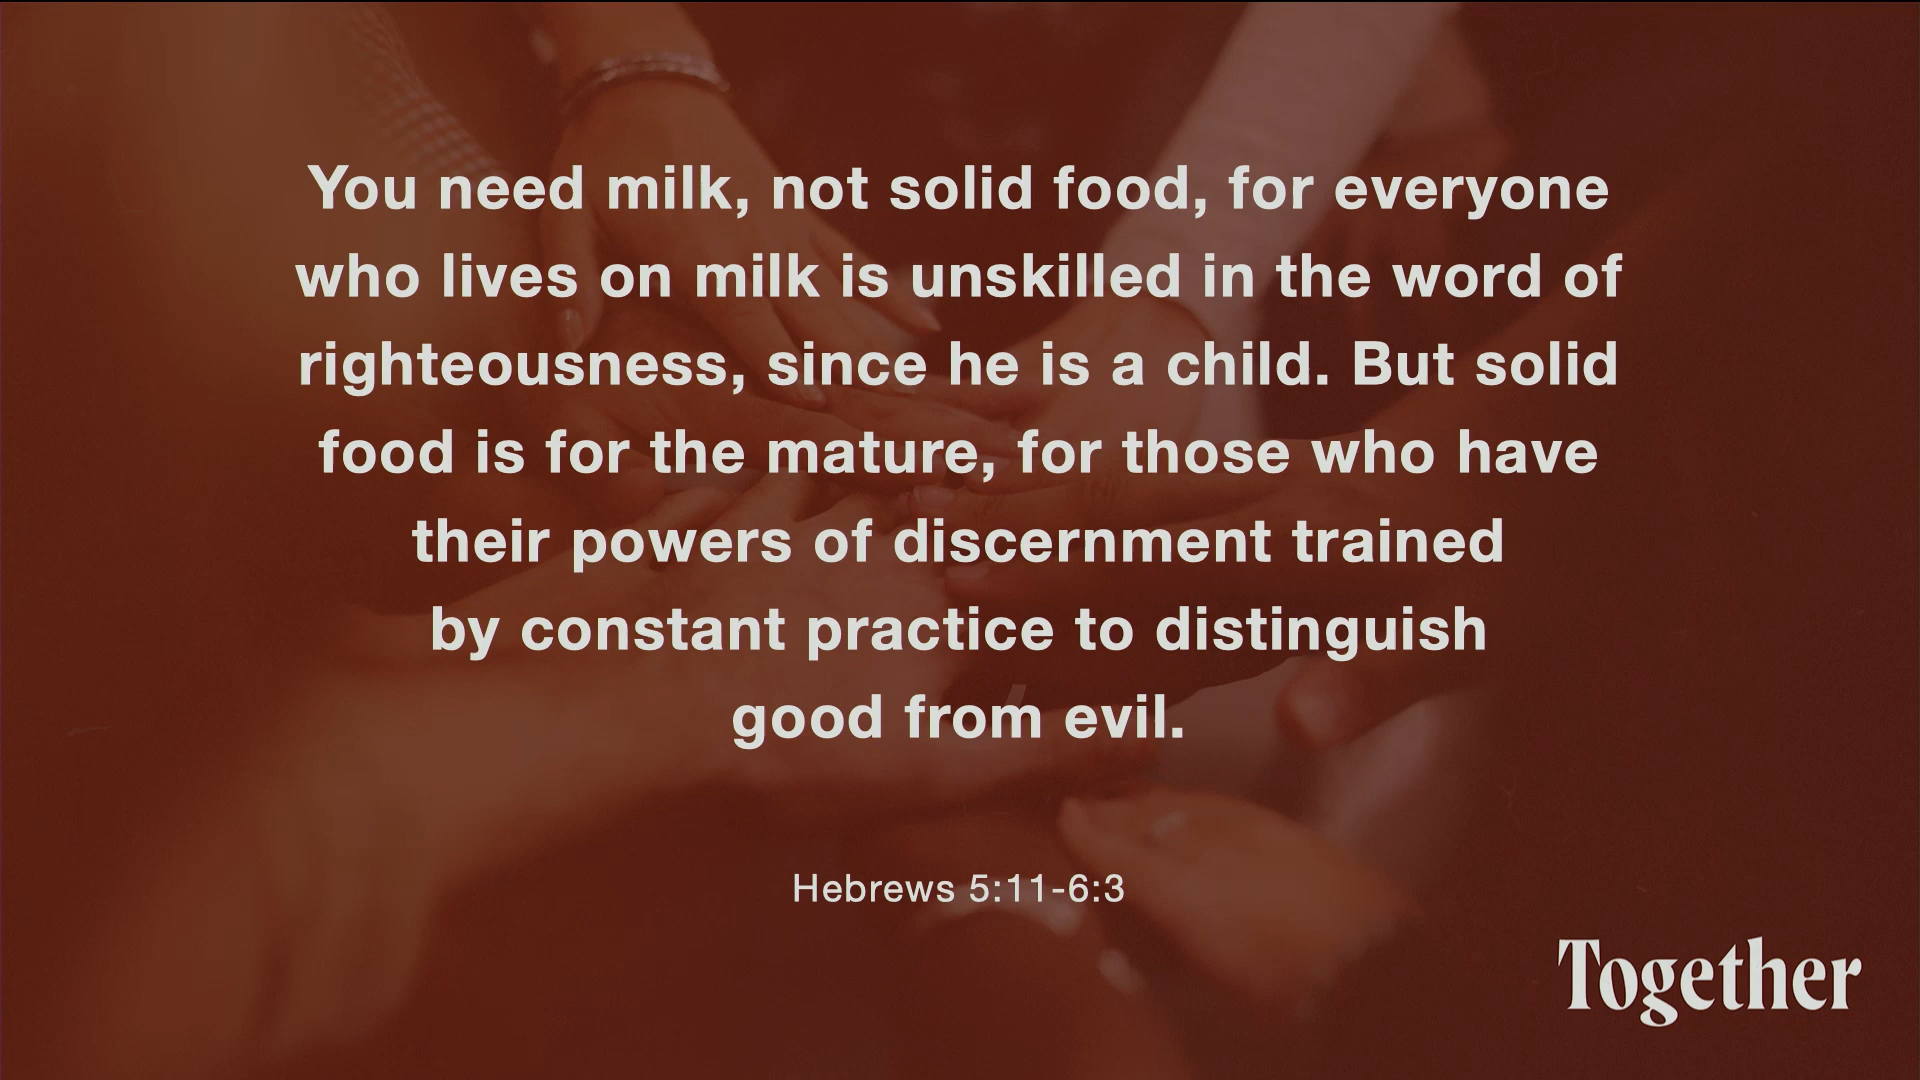 You need milk, not solid food, for everyone
who lives on milk is unskilled in the word of
righteousness, since he is a child. But solid
food is for the mature, for those who have
their powers of discernment trained
by constant practice to distinguish
good from evil.
Hebrews 5:11-6:3
Together